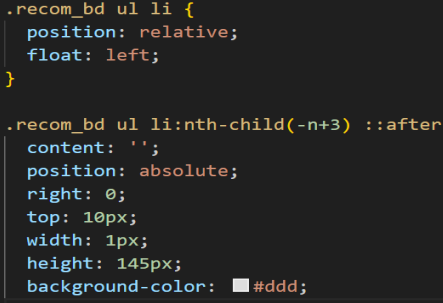 .recom_bd ul li {
position: relative;
float: left;
}
.recom_bd ul li:nth-child(-n+3) ::after
content: '';
position: absolute;
right: 0;
top: 10px;
width: 1px;
height: 145px;
background-color: #ddd;